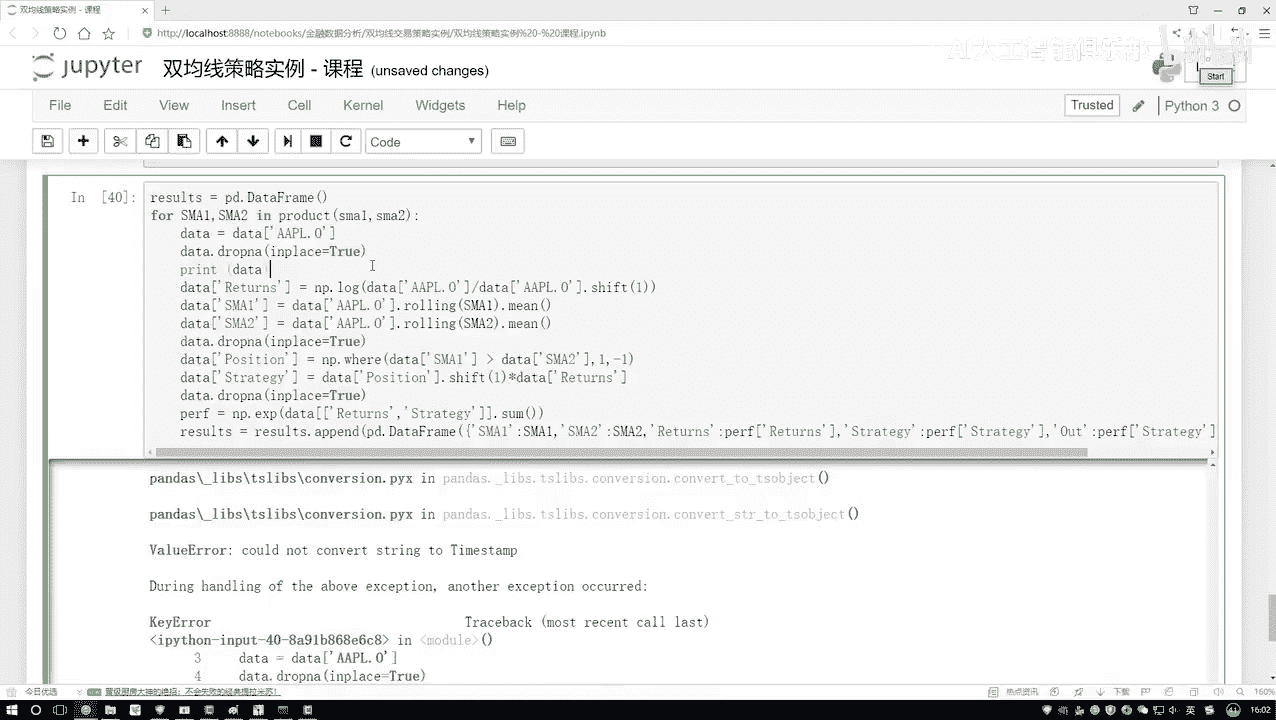 双均线策略实例 - 课程
http://localhost:8888/notebooks/金融数据分析/双均线交易策略实例/双均线策略实例%20-%20课程.ipynb
AI人工智能俱乐部
jupyter 双均线策略实例 - 课程 (unsaved changes)
Start
File Edit View Insert Cell Kernel Widgets Help
Trusted Python 3
Code
In [40]:
results = pd.DataFrame()
for SMA1,SMA2 in product(sma1,sma2):
data = data['AAPL.O']
data.dropna(inplace=True)
print (data
data['Returns'] = np.log(data['AAPL.O']/data['AAPL.O'].shift(1))
data['SMA1'] = data['AAPL.O'].rolling(SMA1).mean()
data['SMA2'] = data['AAPL.O'].rolling(SMA2).mean()
data.dropna(inplace=True)
data['Position'] = np.where(data['SMA1'] > data['SMA2'],1,-1)
data['Strategy'] = data['Position'].shift(1)*data['Returns']
data.dropna(inplace=True)
perf = np.exp(data[['Returns','Strategy']].sum())
results = results.append(pd.DataFrame({'SMA1':SMA1,'SMA2':SMA2,'Returns':perf['Returns'],'Strategy':perf['Strategy'],'Out':perf['Strategy']
pandas\_libs\tslibs\conversion.pyx in pandas._libs.tslibs.conversion.convert_to_tsobject()
pandas\_libs\tslibs\conversion.pyx in pandas._libs.tslibs.conversion.convert_str_to_tsobject()
ValueError: could not convert string to Timestamp
During handling of the above exception, another exception occurred:
KeyError Traceback (most recent call last)
<ipython-input-40-8a91b868e6c8> in <module>()
3 data = data['AAPL.O']
4 data.dropna(inplace=True)
今日优选
热点资讯 下载 160%
英 16:02